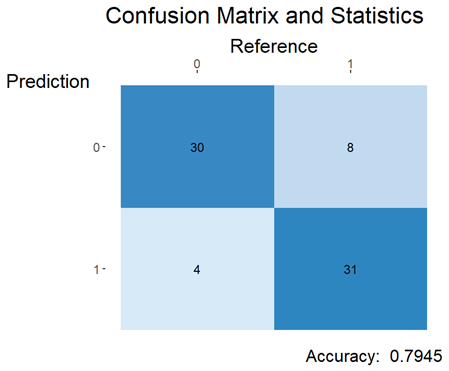 Confusion Matrix and Statistics
Reference
0 1
Prediction
0 30 8
1 4 31
Accuracy: 0.7945